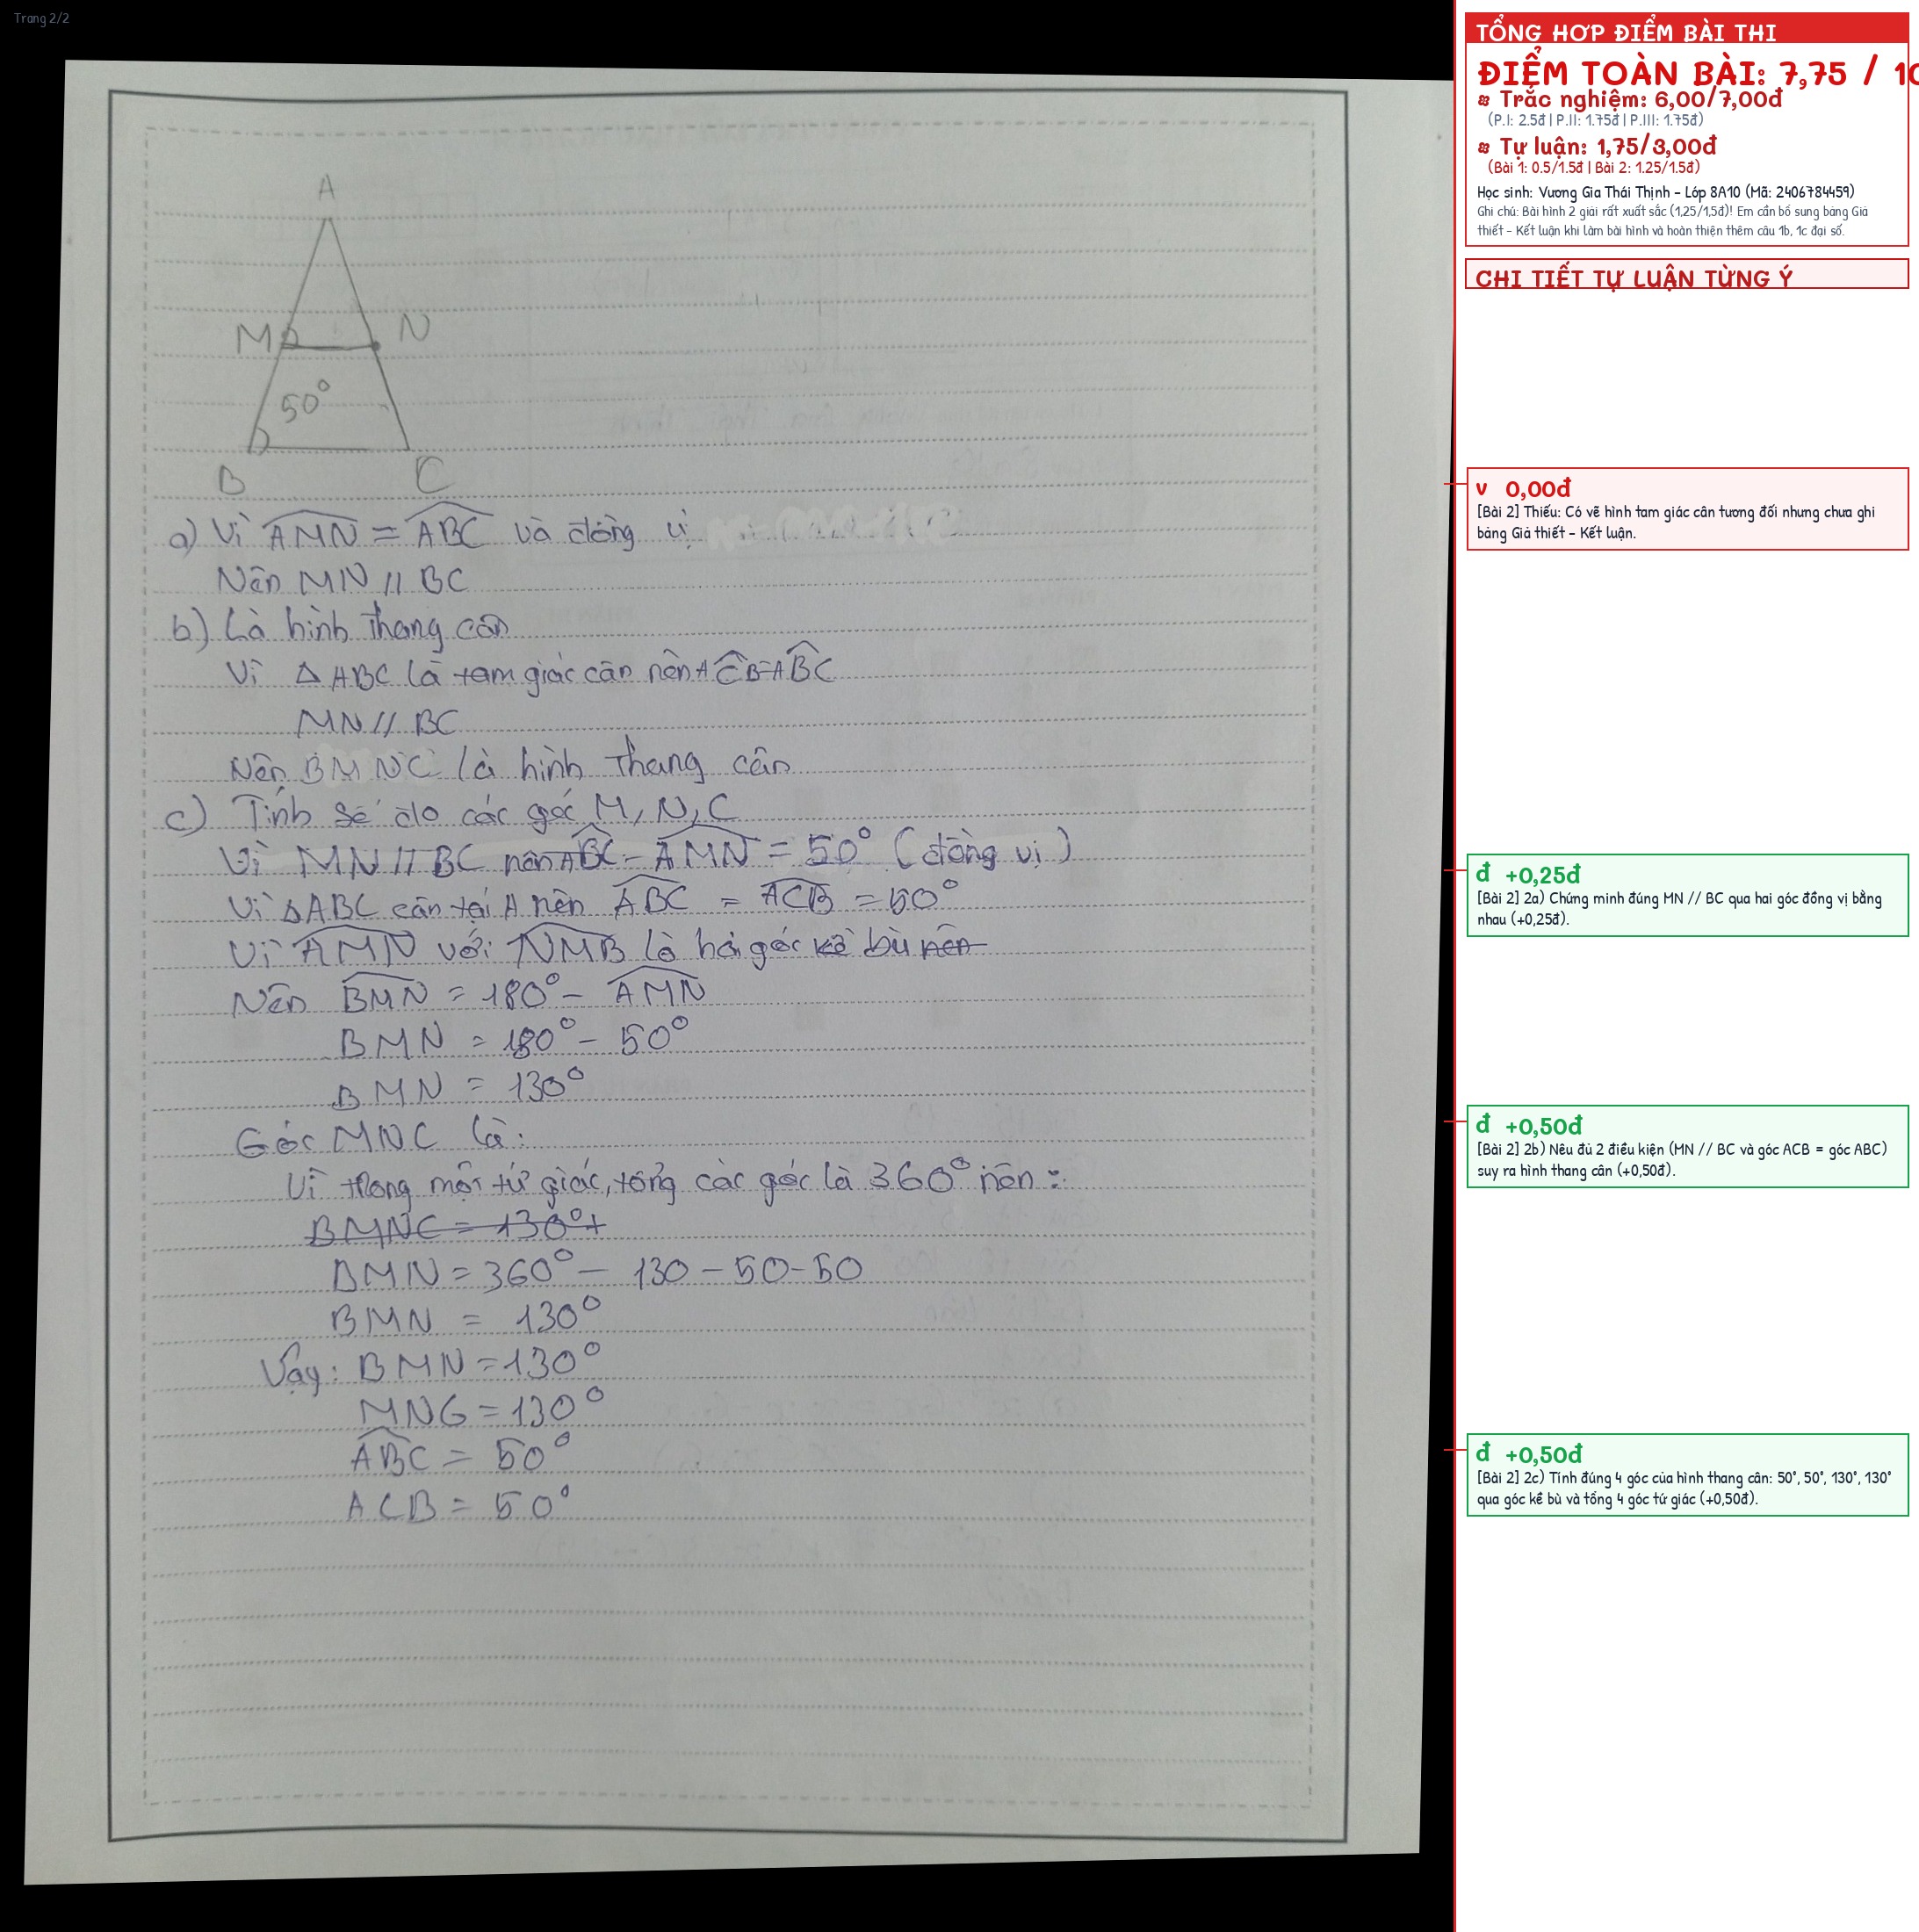 Trang 2/2
A
M
N
50°
B
C
a) Vì AMN = ABC và đồng vị
Nên MN // BC
b) Là hình thang cân
Vì △ABC là tam giác cân nên ACB=ABC
MN // BC
Nên BMNC là hình thang cân
c) Tính số đo các góc M, N, C
Vì MN // BC nên ABC = AMN = 50° (đồng vị)
Vì △ABC cân tại A nên ABC = ACB = 50°
Vì AMN với NMB là hai góc kề bù nên
Nên BMN = 180° - AMN
BMN = 180° - 50°
BMN = 130°
Góc MNC là:
Vì trong một tứ giác, tổng các góc là 360° nên :
BMNC = 130° +
BMN = 360° - 130 - 50 - 50
BMN = 130°
Vậy: BMN = 130°
MNC = 130°
ABC = 50°
ACB = 50°
TỔNG HỢP ĐIỂM BÀI THI
ĐIỂM TOÀN BÀI: 7,75 / 10
Trắc nghiệm: 6,00/7,00đ
(P.I: 2.5đ | P.II: 1.75đ | P.III: 1.75đ)
Tự luận: 1,75/3,00đ
(Bài 1: 0.5/1.5đ | Bài 2: 1.25/1.5đ)
Học sinh: Vương Gia Thái Thịnh - Lớp 8A10 (Mã: 2406784459)
Ghi chú: Bài hình 2 giải rất xuất sắc (1,25/1,5đ)! Em cần bổ sung bảng Giả
thiết - Kết luận khi làm bài hình và hoàn thiện thêm câu 1b, 1c đại số.
CHI TIẾT TỰ LUẬN TỪNG Ý
v 0,00đ
[Bài 2] Thiếu: Có vẽ hình tam giác cân tương đối nhưng chưa ghi
bảng Giả thiết - Kết luận.
đ +0,25đ
[Bài 2] 2a) Chứng minh đúng MN // BC qua hai góc đồng vị bằng
nhau (+0,25đ).
đ +0,50đ
[Bài 2] 2b) Nêu đủ 2 điều kiện (MN // BC và góc ACB = góc ABC)
suy ra hình thang cân (+0,50đ).
đ +0,50đ
[Bài 2] 2c) Tính đúng 4 góc của hình thang cân: 50°, 50°, 130°, 130°
qua góc kề bù và tổng 4 góc tứ giác (+0,50đ).